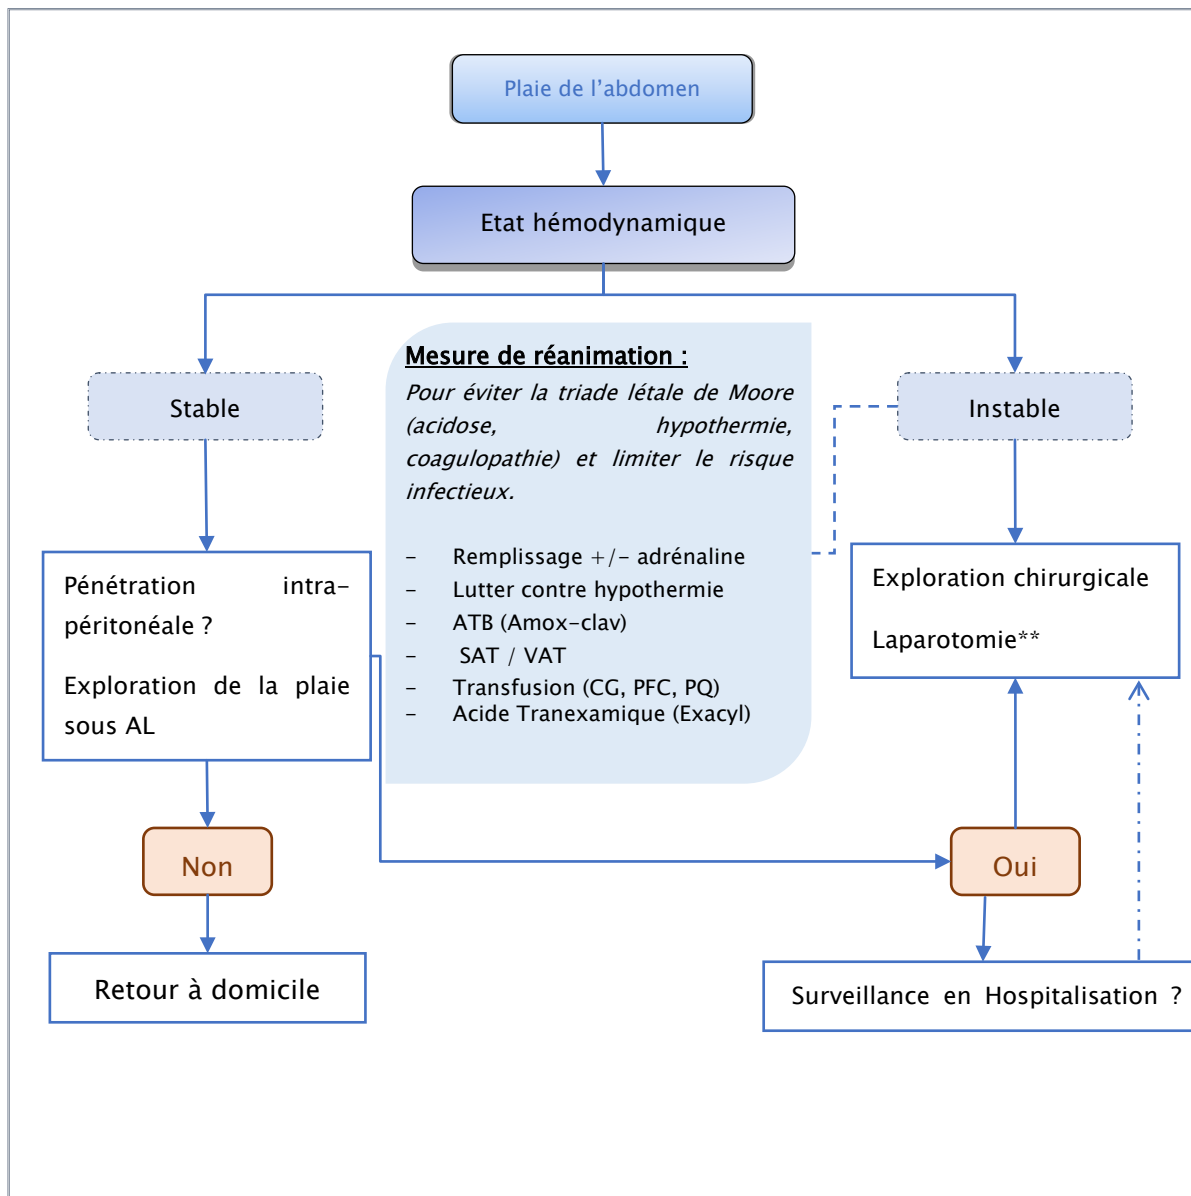 Plaie de l'abdomen
Etat hémodynamique
Stable
Mesure de réanimation :
Pour éviter la triade létale de Moore
(acidose, hypothermie,
coagulopathie) et limiter le risque
infectieux.
- Remplissage +/- adrénaline
- Lutter contre hypothermie
- ATB (Amox-clav)
- SAT / VAT
- Transfusion (CG, PFC, PQ)
- Acide Tranexamique (Exacyl)
Instable
Pénétration intra-
péritonéale ?
Exploration de la plaie
sous AL
Exploration chirurgicale
Laparotomie**
Non
Oui
Retour à domicile
Surveillance en Hospitalisation ?